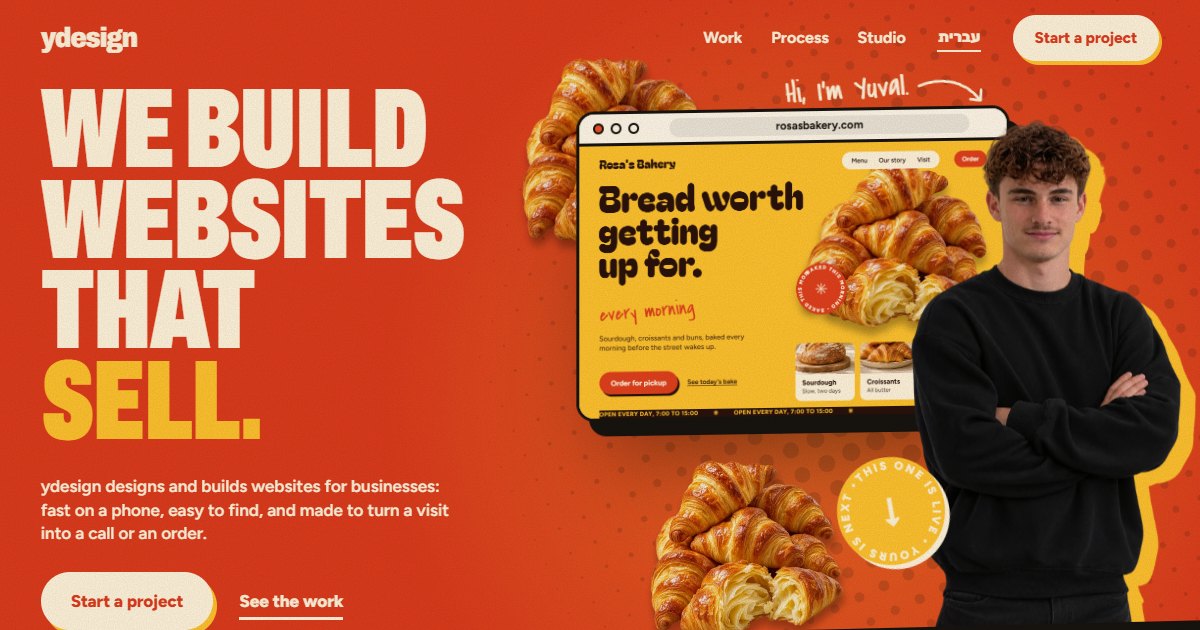 ydesign
Work Process Studio עברית Start a project
WE BUILD
WEBSITES
THAT
SELL.
ydesign designs and builds websites for businesses:
fast on a phone, easy to find, and made to turn a visit
into a call or an order.
Start a project See the work
Hi, I'm Yuval.
rosasbakery.com
Rosa's Bakery
Menu Our story Visit Order
Bread worth
getting
up for.
every morning
Sourdough, croissants and buns, baked every
morning before the street wakes up.
Order for pickup See today's bake
BAKED THIS MORNING
Sourdough
Slow, two days
Croissants
All butter
OPEN EVERY DAY, 7:00 TO 15:00 OPEN EVERY DAY, 7:00 TO 15:00
THIS ONE IS LIVE • YOURS IS NEXT •